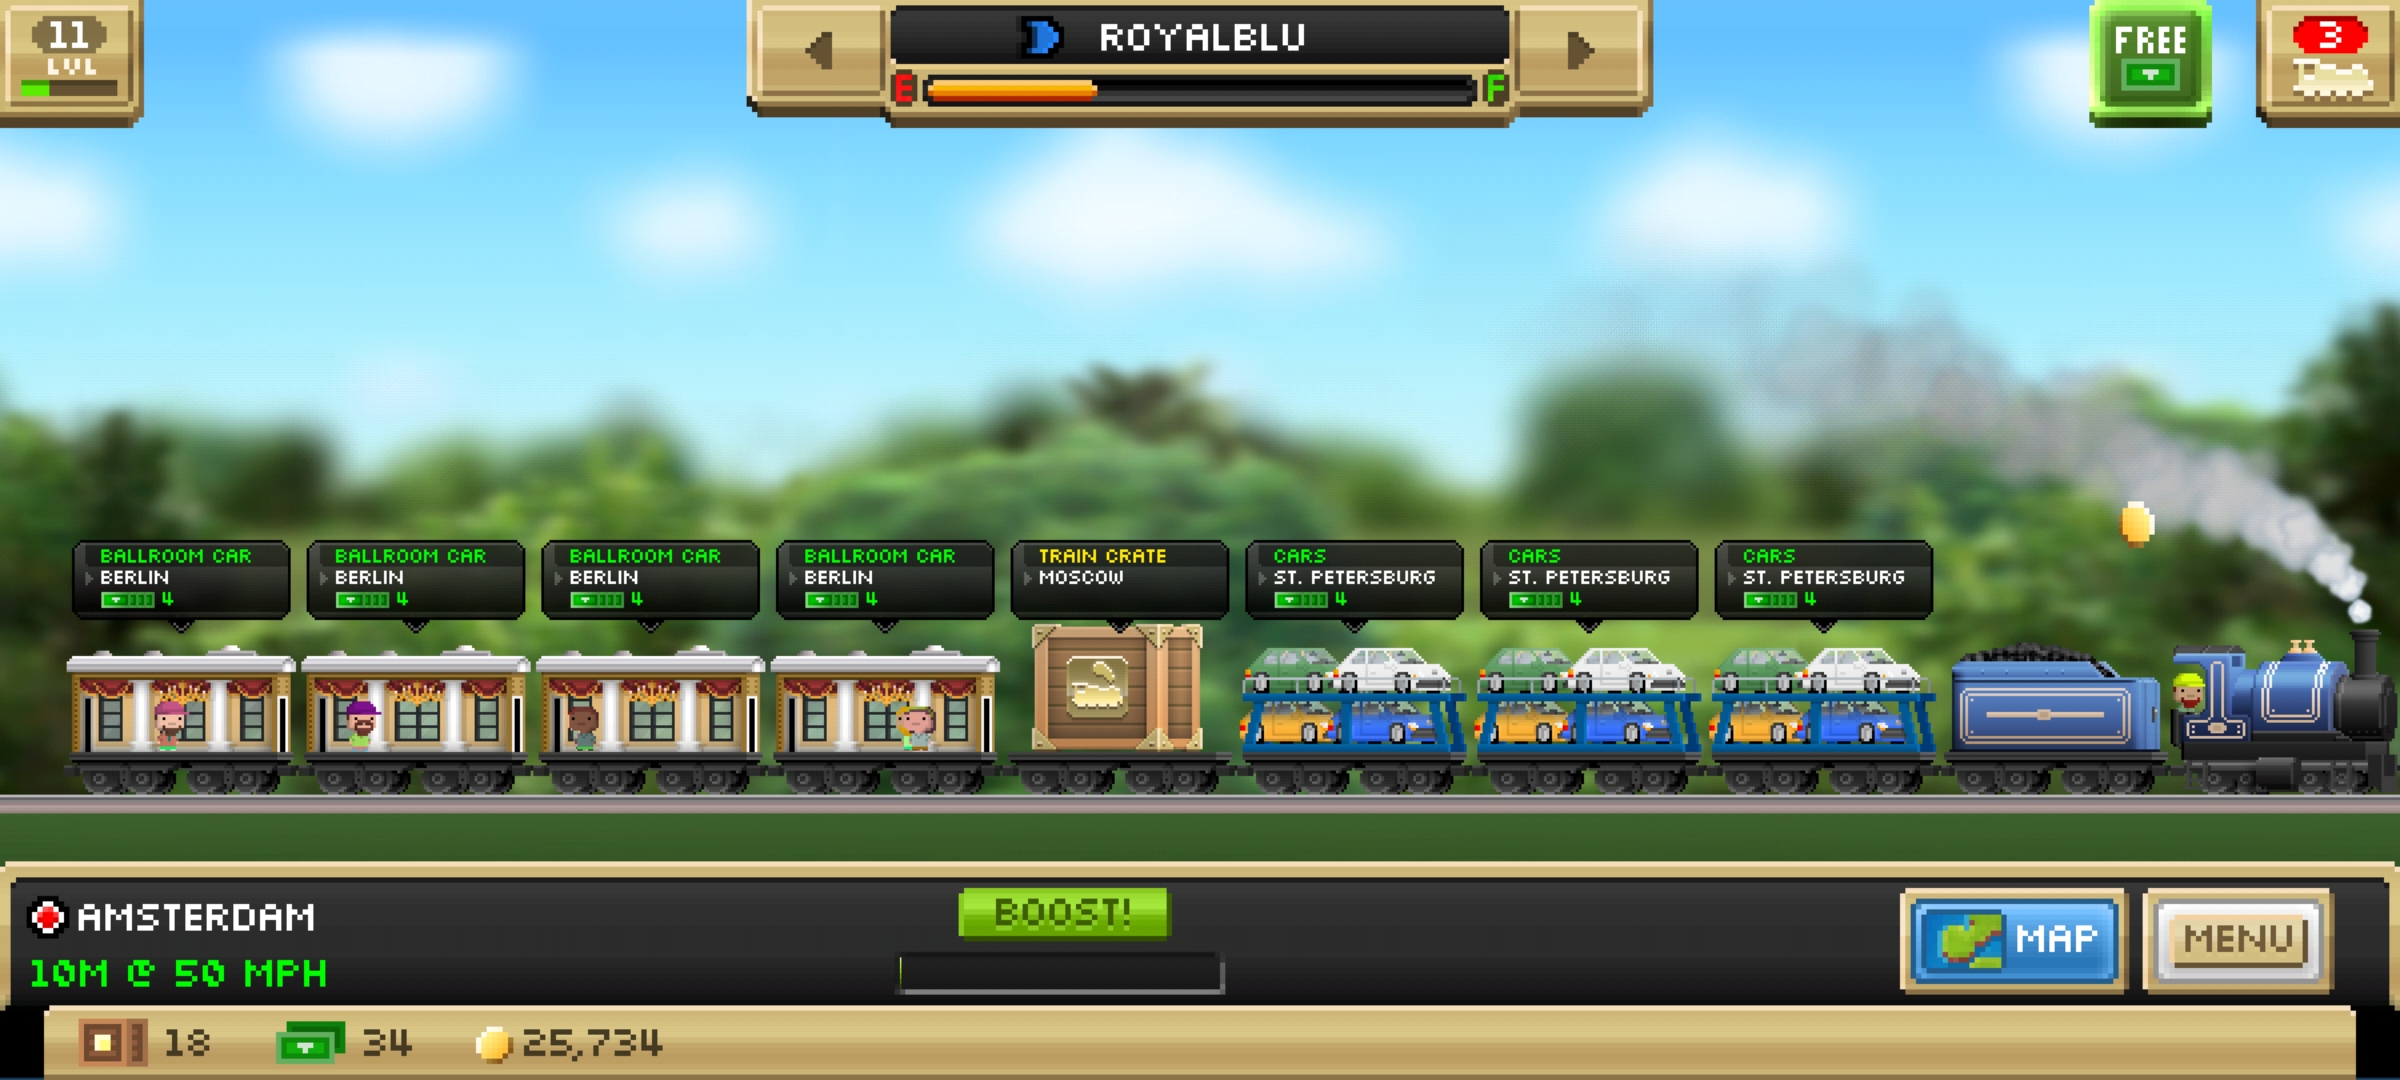 11
LVL
ROYALBLU
E
F
FREE
3
BALLROOM CAR
BERLIN
4
BALLROOM CAR
BERLIN
4
BALLROOM CAR
BERLIN
4
BALLROOM CAR
BERLIN
4
TRAIN CRATE
MOSCOW
CARS
ST. PETERSBURG
4
CARS
ST. PETERSBURG
4
CARS
ST. PETERSBURG
4
AMSTERDAM
10M @ 50 MPH
BOOST!
MAP
MENU
18
34
25,734